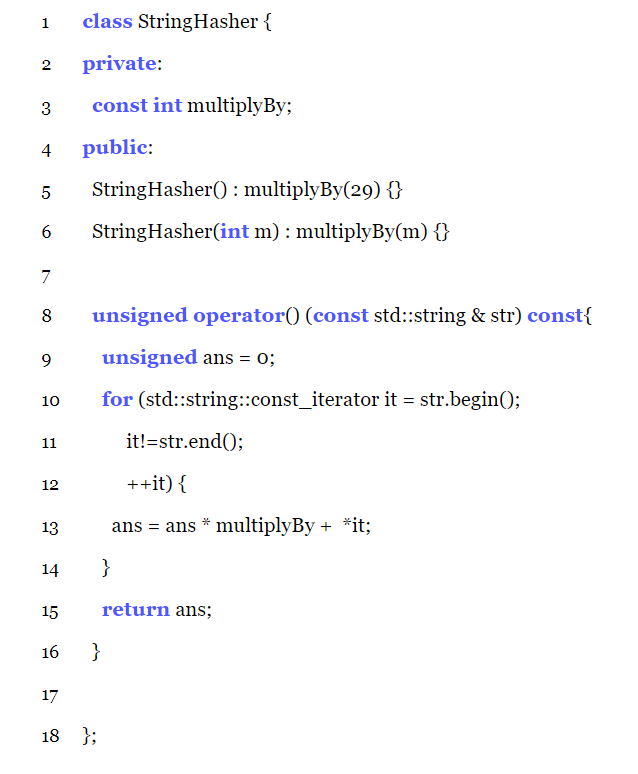 1 class StringHasher {
2 private:
3 const int multiplyBy;
4 public:
5 StringHasher() : multiplyBy(29) {}
6 StringHasher(int m) : multiplyBy(m) {}
7
8 unsigned operator() (const std::string & str) const{
9 unsigned ans = 0;
10 for (std::string::const_iterator it = str.begin();
11 it!=str.end();
12 ++it) {
13 ans = ans * multiplyBy + *it;
14 }
15 return ans;
16 }
17
18 };